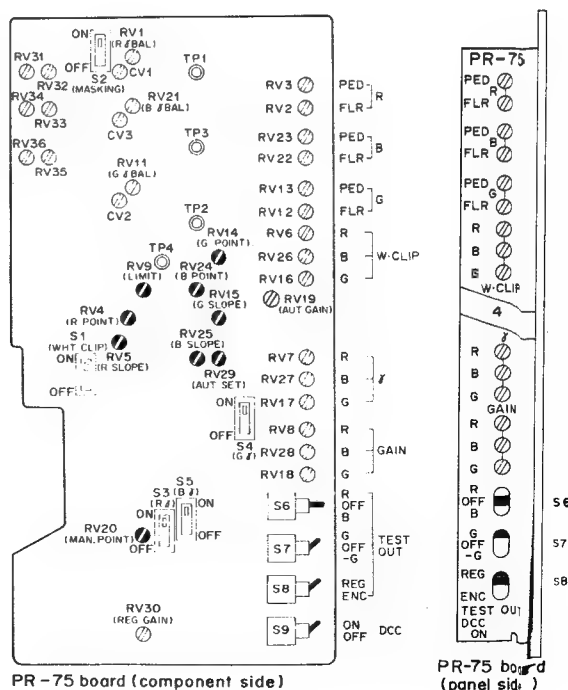 ON
OFF
S2
(MASKING)
RV1
(R γ BAL)
CV1
TP1
RV31
RV32
RV34
RV33
RV21
(B γ BAL)
CV3
TP3
RV36
RV35
RV11
(G γ BAL)
CV2
TP2
RV14
(G POINT)
TP4
RV9
(LIMIT)
RV24
(B POINT)
RV15
(G SLOPE)
RV4
(R POINT)
S1
(WHT CLIP)
ON
OFF
RV5
(R SLOPE)
RV25
(B SLOPE)
RV29
(AUT SET)
RV3 PED
RV2 FLR
R
RV23 PED
RV22 FLR
B
RV13 PED
RV12 FLR
G
RV6 R
RV26 B
RV16 G
W·CLIP
RV19
(AUT GAIN)
RV7 R
RV27 B
RV17 G
γ
RV8 R
RV28 B
RV18 G
GAIN
ON
OFF
S4
(G γ)
S5
(B γ)
ON
OFF
S3
(R γ)
ON
OFF
RV20
(MAN. POINT)
S6
R
OFF
B
S7
G
OFF
-G
S8
REG
ENC
TEST
OUT
S9
ON
OFF
DCC
RV30
(REG GAIN)
PR-75 board (component side)
PR-75
PED
R
FLR
PED
B
FLR
PED
G
FLR
R
B
G
W·CLIP
4
γ
R
B
G
GAIN
R
B
G
R
OFF
B
S6
G
OFF
-G
S7
REG
ENC
S8
TEST OUT
DCC
ON
PR-75 board
(panel side)